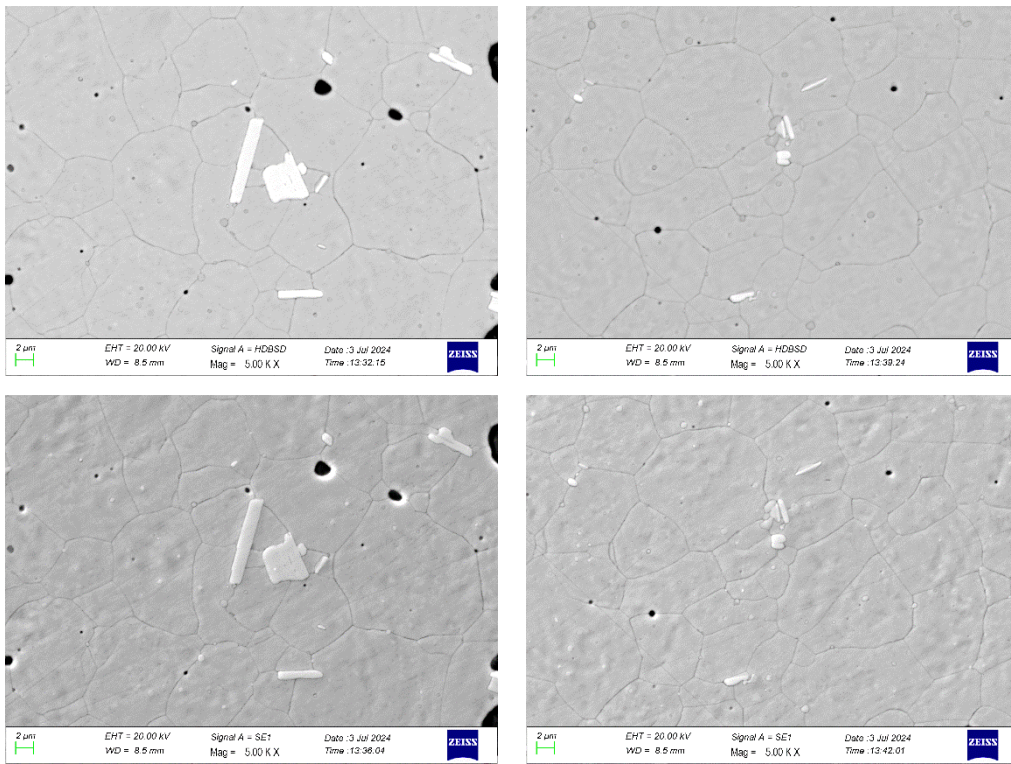 2 µm EHT = 20.00 kV Signal A = HDBSD Date :3 Jul 2024 ZEISS
WD = 8.5 mm Mag = 5.00 K X Time :13:32.15
2 µm EHT = 20.00 kV Signal A = HDBSD Date :3 Jul 2024 ZEISS
WD = 8.5 mm Mag = 5.00 K X Time :13:39.24
2 µm EHT = 20.00 kV Signal A = SE1 Date :3 Jul 2024 ZEISS
WD = 8.5 mm Mag = 5.00 K X Time :13:36.04
2 µm EHT = 20.00 kV Signal A = SE1 Date :3 Jul 2024 ZEISS
WD = 8.5 mm Mag = 5.00 K X Time :13:42.01